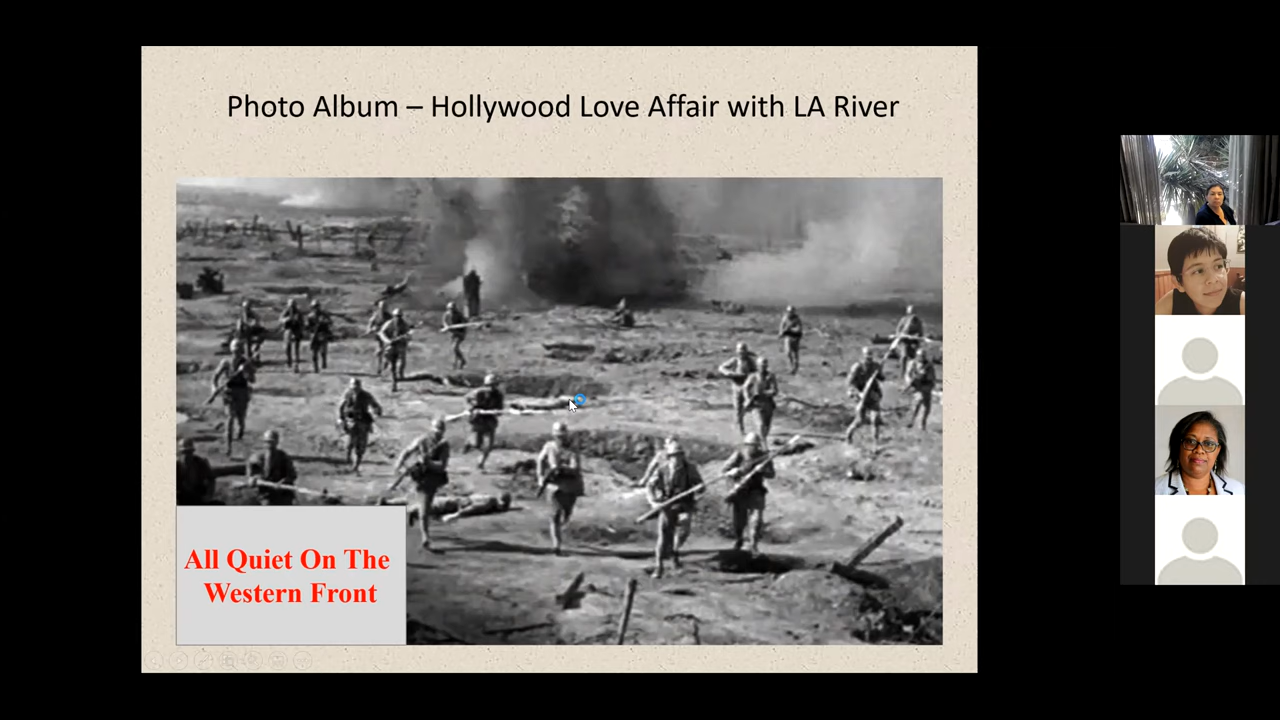 Photo Album – Hollywood Love Affair with LA River
All Quiet On The
Western Front